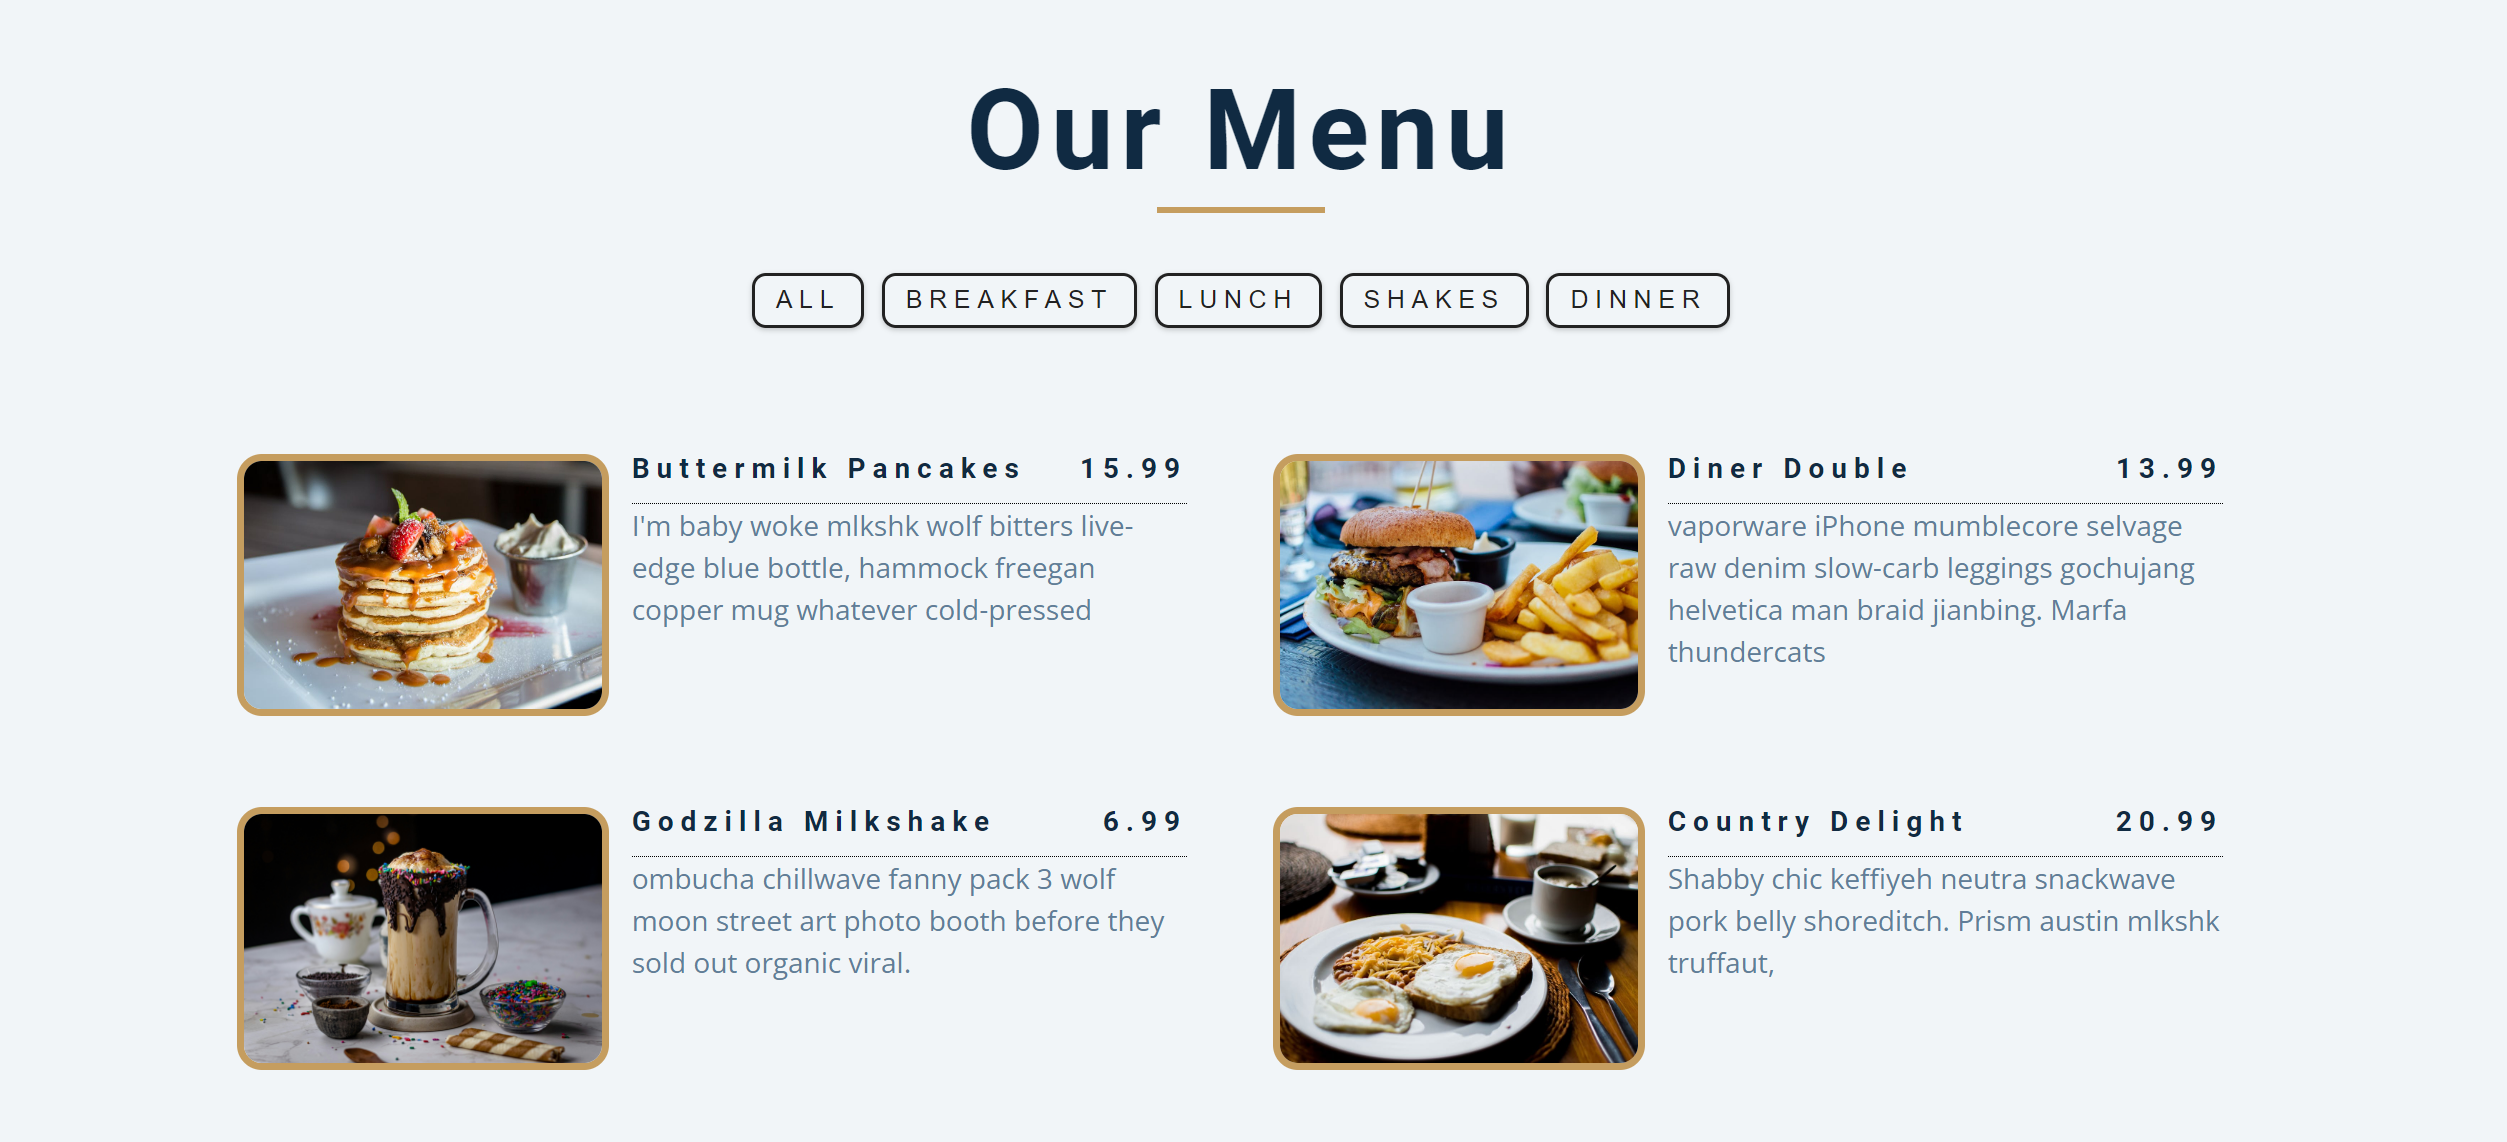 Our Menu
ALL BREAKFAST LUNCH SHAKES DINNER
Buttermilk Pancakes 15.99
I'm baby woke mlkshk wolf bitters live-
edge blue bottle, hammock freegan
copper mug whatever cold-pressed
Diner Double 13.99
vaporware iPhone mumblecore selvage
raw denim slow-carb leggings gochujang
helvetica man braid jianbing. Marfa
thundercats
Godzilla Milkshake 6.99
ombucha chillwave fanny pack 3 wolf
moon street art photo booth before they
sold out organic viral.
Country Delight 20.99
Shabby chic keffiyeh neutra snackwave
pork belly shoreditch. Prism austin mlkshk
truffaut,